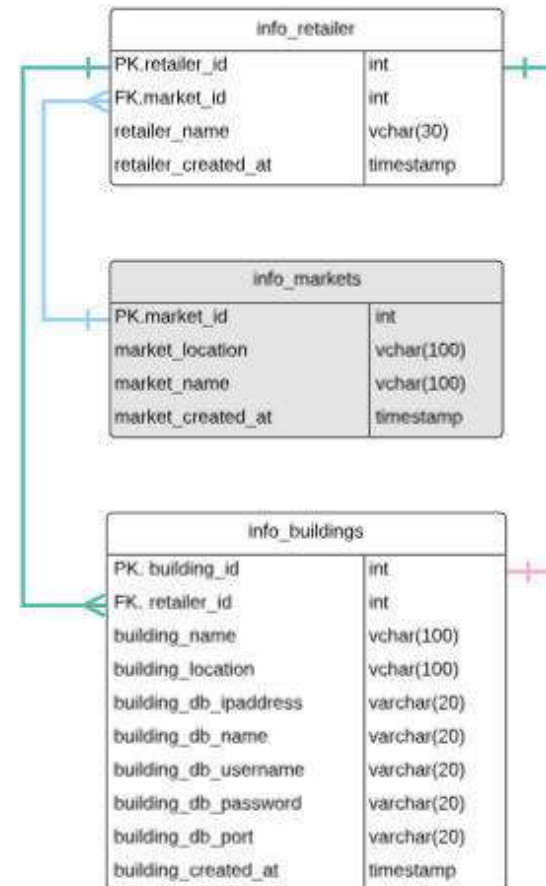 info_retailer
PK.retailer_id int
FK.market_id int
retailer_name vchar(30)
retailer_created_at timestamp
info_markets
PK.market_id int
market_location vchar(100)
market_name vchar(100)
market_created_at timestamp
info_buildings
PK. building_id int
FK. retailer_id int
building_name vchar(100)
building_location vchar(100)
building_db_ipaddress varchar(20)
building_db_name varchar(20)
building_db_username varchar(20)
building_db_password varchar(20)
building_db_port varchar(20)
building_created_at timestamp